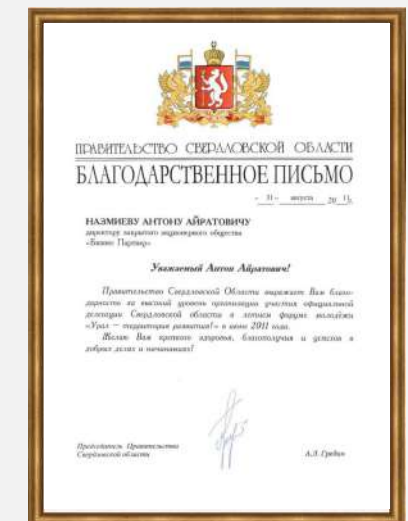 ПРАВИТЕЛЬСТВО СВЕРДЛОВСКОЙ ОБЛАСТИ
БЛАГОДАРСТВЕННОЕ ПИСЬМО
« 31 » августа 20 11 г.
НАЗМИЕВУ АНТОНУ АЙРАТОВИЧУ
директору закрытого акционерного общества
«Бизнес Партнер»
Уважаемый Антон Айратович!
Правительство Свердловской Области выражает Вам благо-
дарность за высокий уровень организации участия официальной
делегации Свердловской области в летнем форуме молодёжи
«Урал – территория развития!» в июне 2011 года.
Желаю Вам крепкого здоровья, благополучия и успехов в
добрых делах и начинаниях!
Председатель Правительства
Свердловской области
А.Л. Гредин